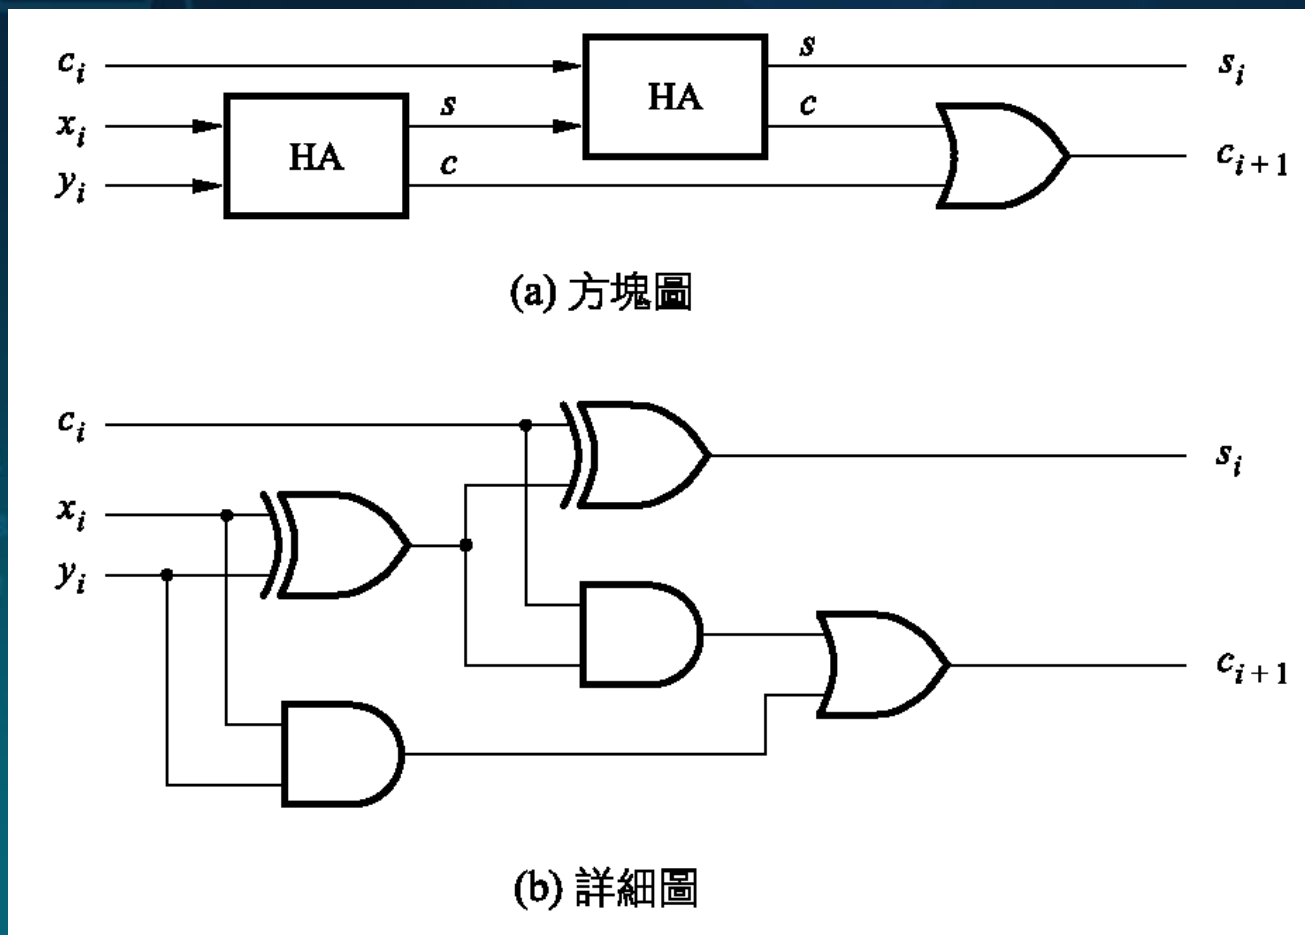 c_i
s
s_i
HA
x_i
s
c
HA
c_{i+1}
y_i
c
(a) 方塊圖
c_i
s_i
x_i
y_i
c_{i+1}
(b) 詳細圖